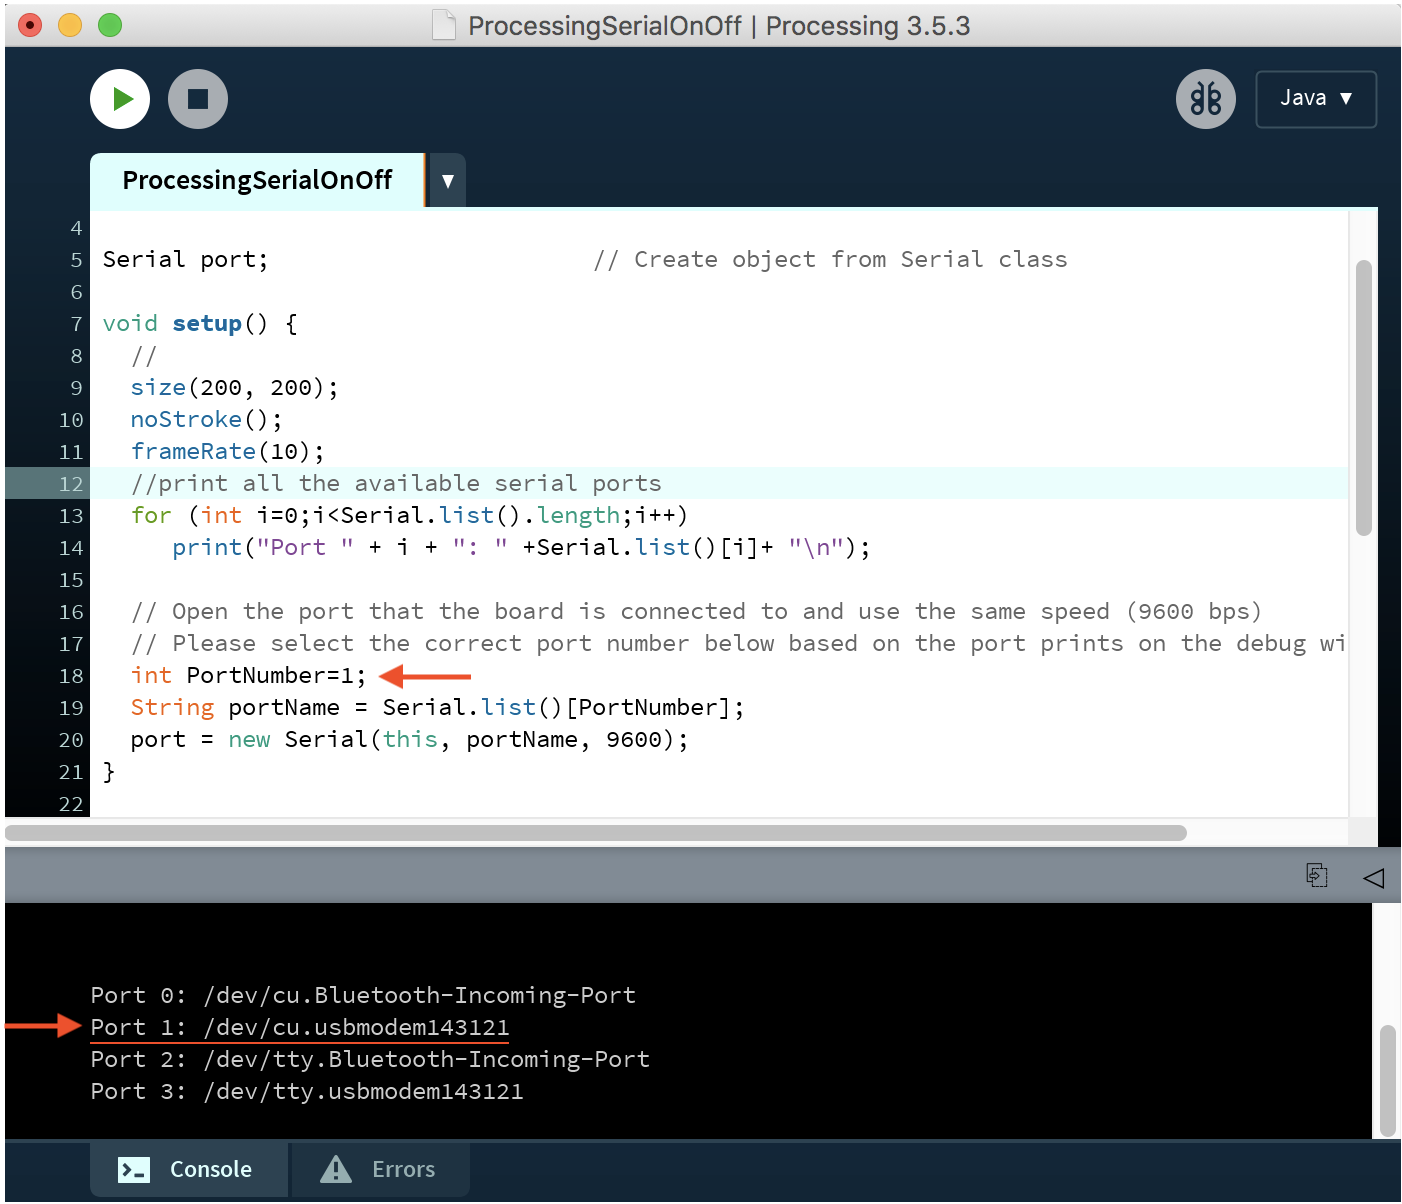 ProcessingSerialOnOff | Processing 3.5.3
Java ▼
ProcessingSerialOnOff ▼
4
5 Serial port; // Create object from Serial class
6
7 void setup() {
8 //
9 size(200, 200);
10 noStroke();
11 frameRate(10);
12 //print all the available serial ports
13 for (int i=0;i<Serial.list().length;i++)
14 print("Port " + i + ": " +Serial.list()[i]+ "\n");
15
16 // Open the port that the board is connected to and use the same speed (9600 bps)
17 // Please select the correct port number below based on the port prints on the debug wi
18 int PortNumber=1;
19 String portName = Serial.list()[PortNumber];
20 port = new Serial(this, portName, 9600);
21 }
22
Port 0: /dev/cu.Bluetooth-Incoming-Port
Port 1: /dev/cu.usbmodem143121
Port 2: /dev/tty.Bluetooth-Incoming-Port
Port 3: /dev/tty.usbmodem143121
Console Errors